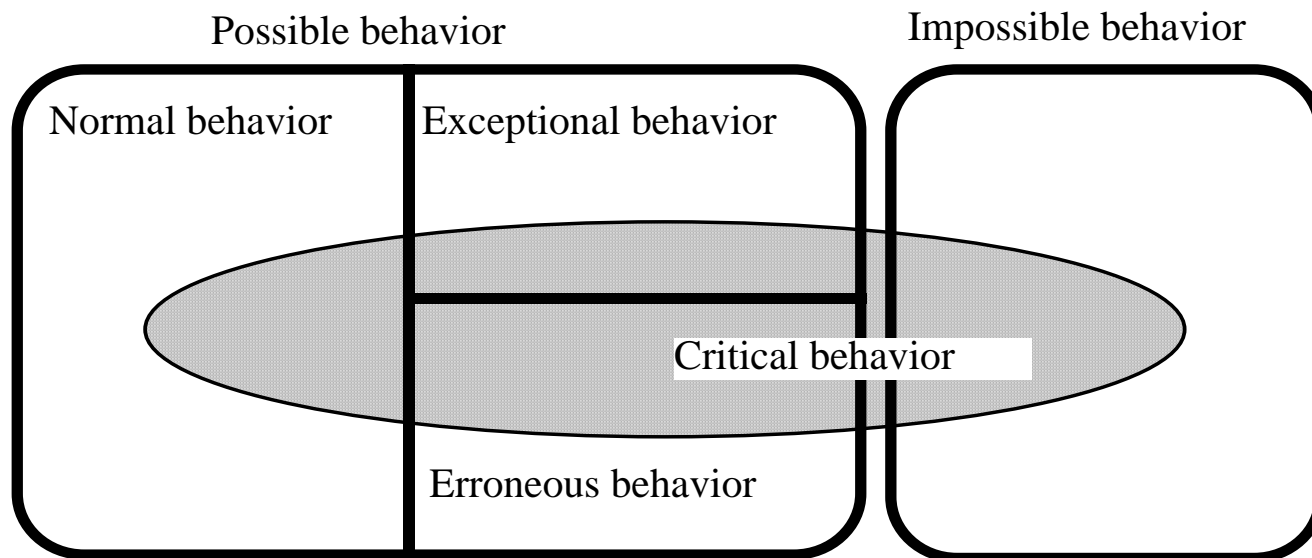 Possible behavior
Impossible behavior
Normal behavior
Exceptional behavior
Critical behavior
Erroneous behavior